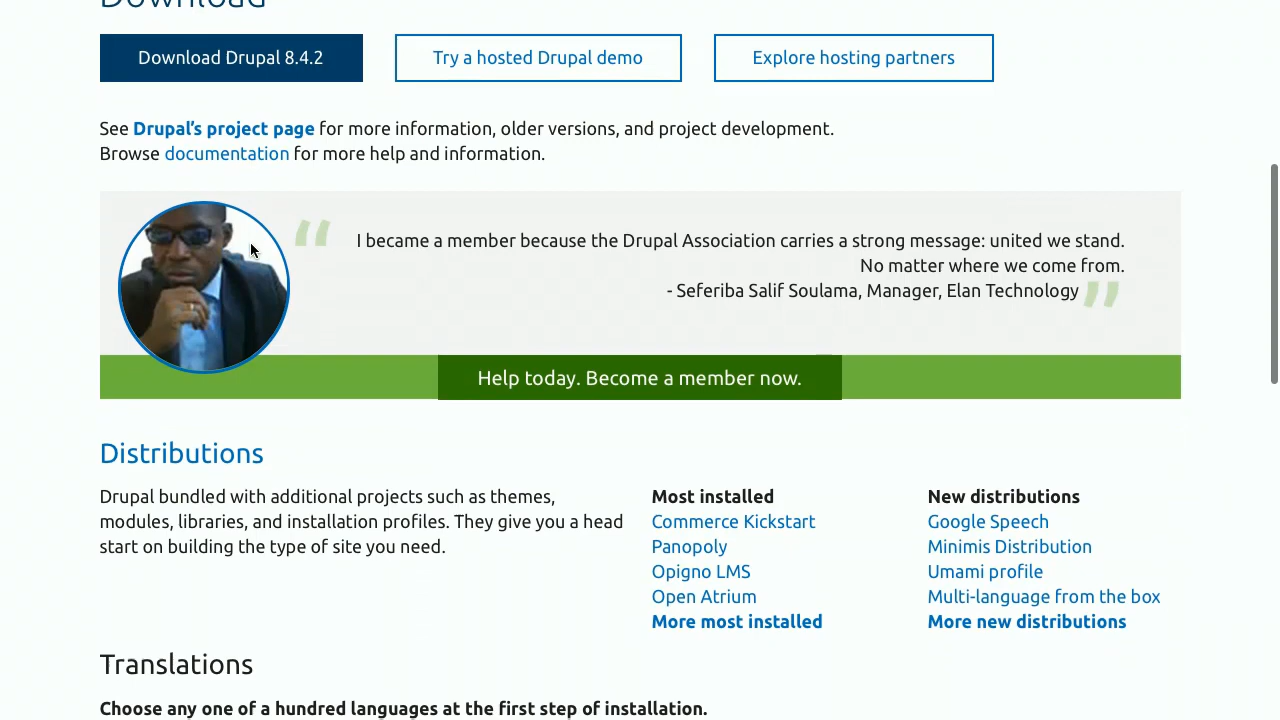 Download
Download Drupal 8.4.2
Try a hosted Drupal demo
Explore hosting partners
See Drupal’s project page for more information, older versions, and project development.
Browse documentation for more help and information.
“ I became a member because the Drupal Association carries a strong message: united we stand.
No matter where we come from.
- Seferiba Salif Soulama, Manager, Elan Technology ”
Help today. Become a member now.
Distributions
Drupal bundled with additional projects such as themes,
modules, libraries, and installation profiles. They give you a head
start on building the type of site you need.
Most installed
Commerce Kickstart
Panopoly
Opigno LMS
Open Atrium
More most installed
New distributions
Google Speech
Minimis Distribution
Umami profile
Multi-language from the box
More new distributions
Translations
Choose any one of a hundred languages at the first step of installation.